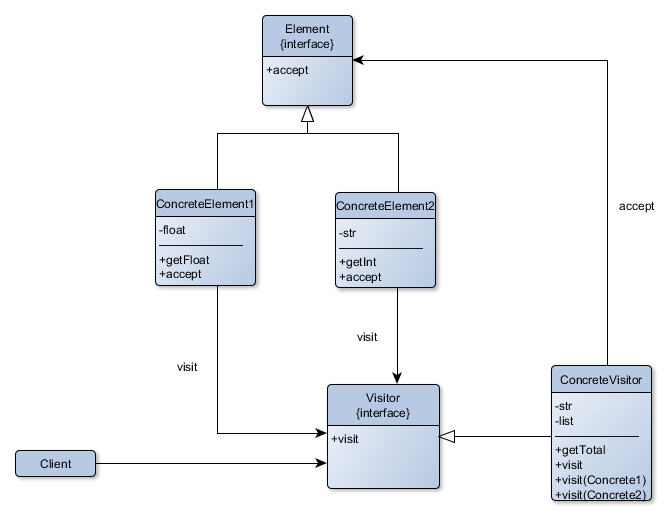 Element
{interface}
+accept
ConcreteElement1
-float
+getFloat
+accept
ConcreteElement2
-str
+getInt
+accept
accept
visit
visit
Visitor
{interface}
+visit
ConcreteVisitor
-str
-list
+getTotal
+visit
+visit(Concrete1)
+visit(Concrete2)
Client